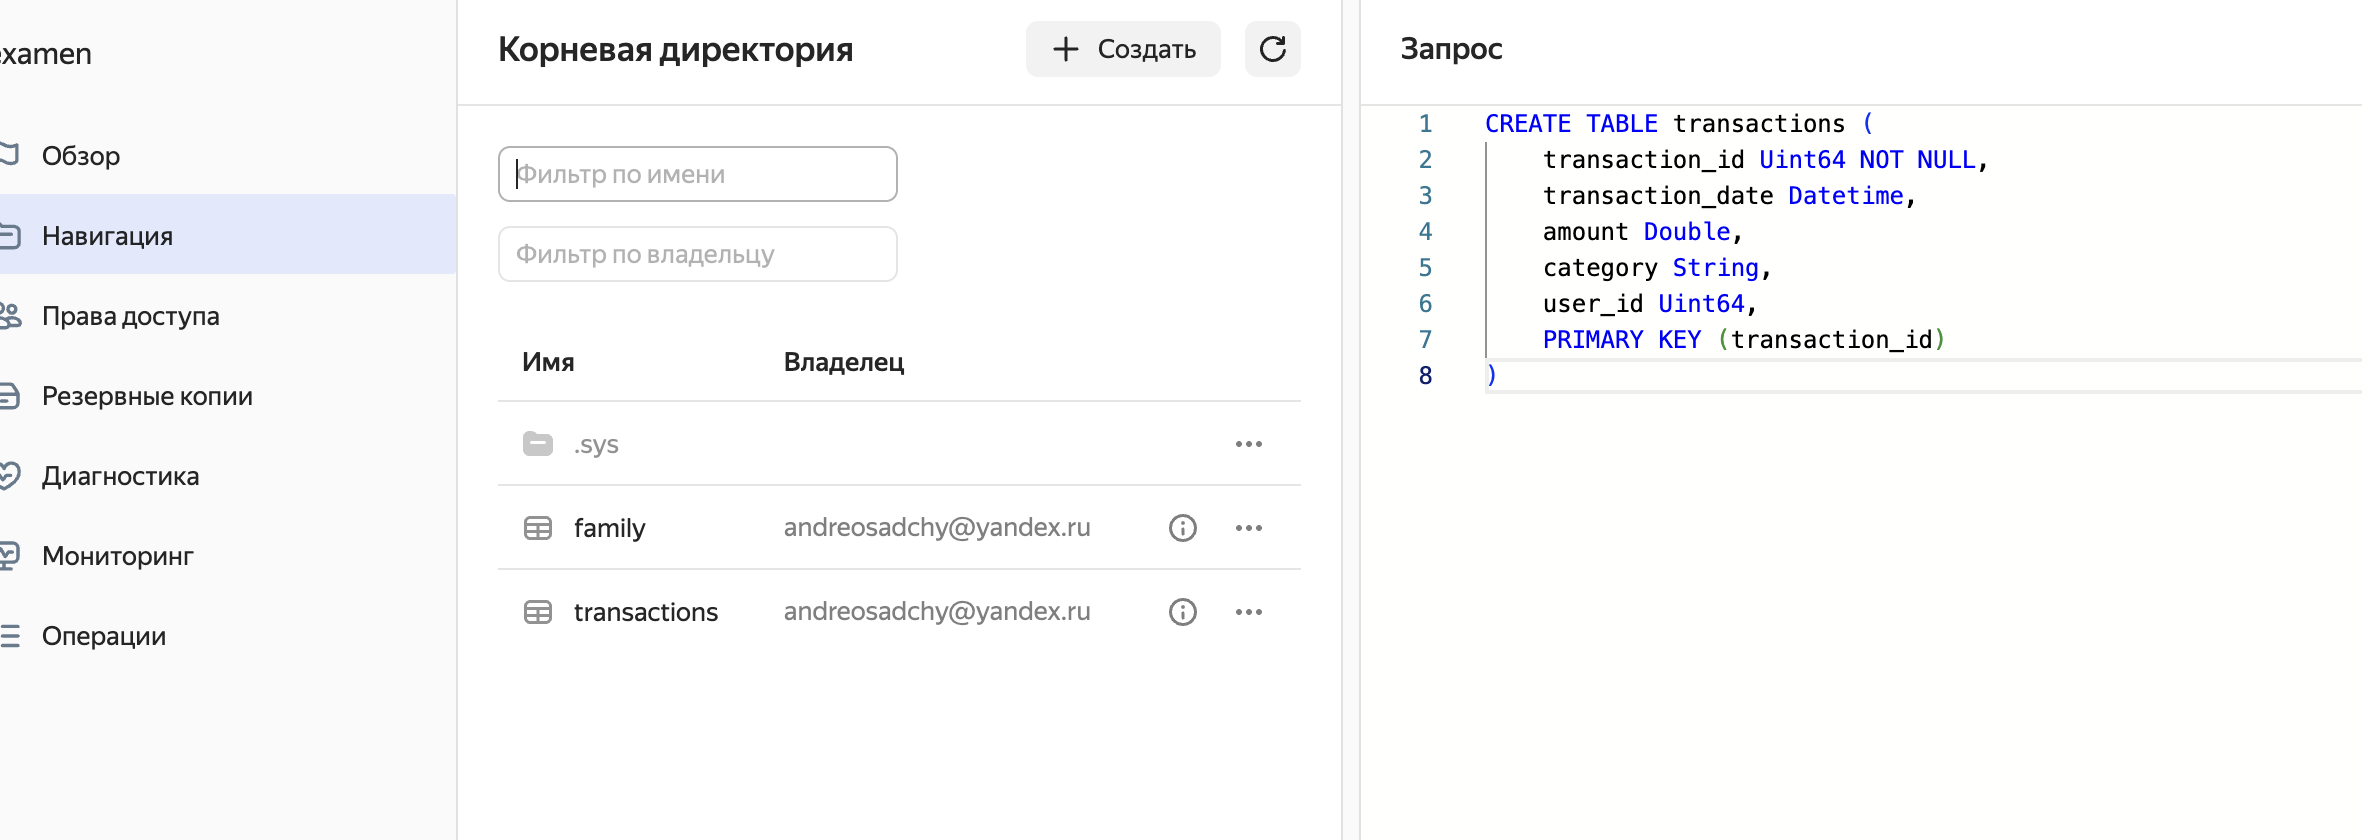 examen
Обзор
Навигация
Права доступа
Резервные копии
Диагностика
Мониторинг
Операции
Корневая директория
Создать
Фильтр по имени
Фильтр по владельцу
Имя Владелец
.sys
family andreosadchy@yandex.ru
transactions andreosadchy@yandex.ru
Запрос
1 CREATE TABLE transactions (
2 transaction_id Uint64 NOT NULL,
3 transaction_date Datetime,
4 amount Double,
5 category String,
6 user_id Uint64,
7 PRIMARY KEY (transaction_id)
8 )